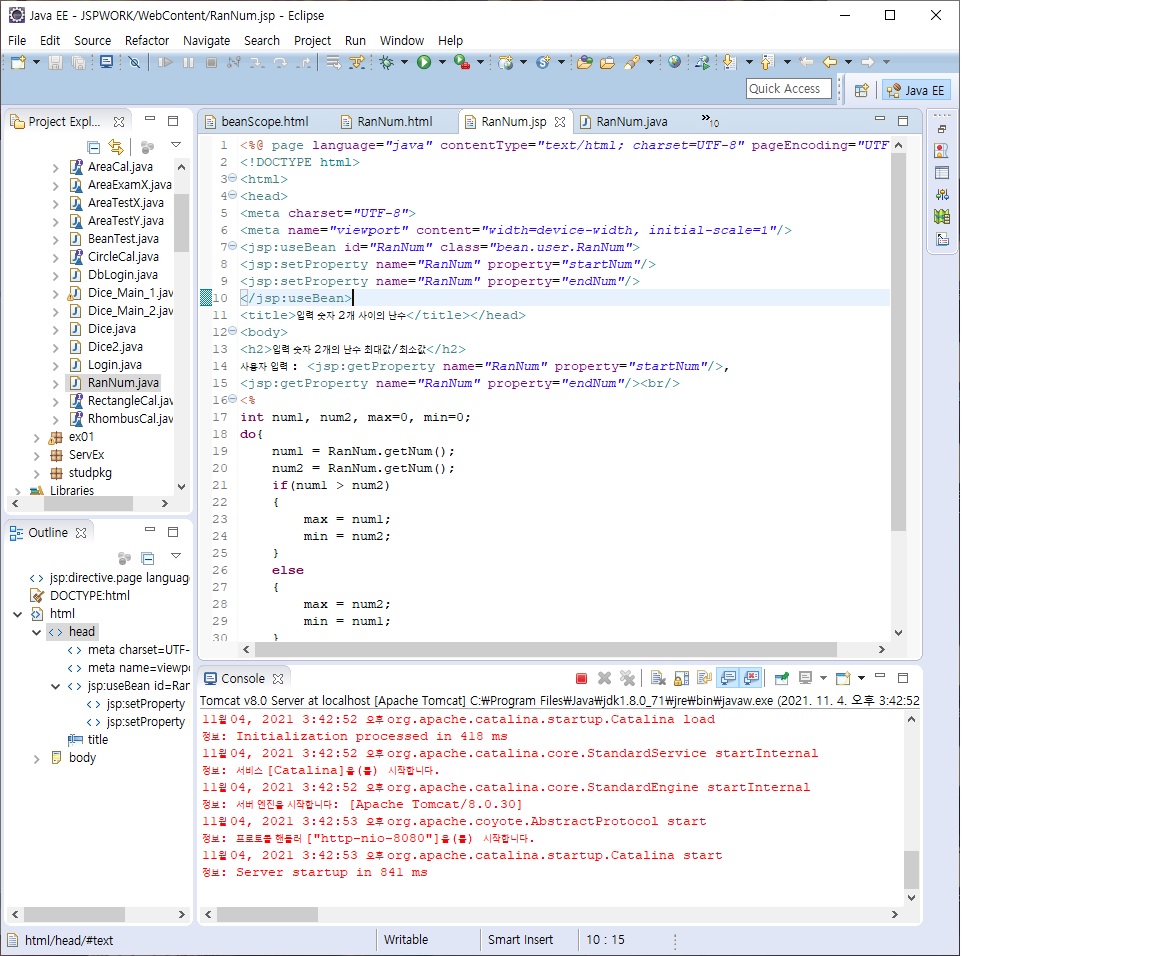 Java EE - JSPWORK/WebContent/RanNum.jsp - Eclipse
File Edit Source Refactor Navigate Search Project Run Window Help
Quick Access
Java EE
Project Expl...
AreaCal.java
AreaExamX.java
AreaTestX.java
AreaTestY.java
BeanTest.java
CircleCal.java
DbLogin.java
Dice_Main_1.jav
Dice_Main_2.jav
Dice.java
Dice2.java
Login.java
RanNum.java
RectangleCal.jav
RhombusCal.jav
ex01
ServEx
studpkg
Libraries
Outline
jsp:directive.page languag
DOCTYPE:html
html
head
meta charset=UTF-
meta name=viewp
jsp:useBean id=Rar
jsp:setProperty
jsp:setProperty
title
body
beanScope.html RanNum.html RanNum.jsp RanNum.java »10
1 <%@ page language="java" contentType="text/html; charset=UTF-8" pageEncoding="UTF
2 <!DOCTYPE html>
3 <html>
4 <head>
5 <meta charset="UTF-8">
6 <meta name="viewport" content="width=device-width, initial-scale=1"/>
7 <jsp:useBean id="RanNum" class="bean.user.RanNum">
8 <jsp:setProperty name="RanNum" property="startNum"/>
9 <jsp:setProperty name="RanNum" property="endNum"/>
10 </jsp:useBean>
11 <title>입력 숫자 2개 사이의 난수</title></head>
12 <body>
13 <h2>입력 숫자 2개의 난수 최대값/최소값</h2>
14 사용자 입력 : <jsp:getProperty name="RanNum" property="startNum"/>,
15 <jsp:getProperty name="RanNum" property="endNum"/><br/>
16 <%
17 int num1, num2, max=0, min=0;
18 do{
19 num1 = RanNum.getNum();
20 num2 = RanNum.getNum();
21 if(num1 > num2)
22 {
23 max = num1;
24 min = num2;
25 }
26 else
27 {
28 max = num2;
29 min = num1;
30 }
Console
Tomcat v8.0 Server at localhost [Apache Tomcat] C:₩Program Files₩Java₩jdk1.8.0_71₩jre₩bin₩javaw.exe (2021. 11. 4. 오후 3:42:52
11월 04, 2021 3:42:52 오후 org.apache.catalina.startup.Catalina load
정보: Initialization processed in 418 ms
11월 04, 2021 3:42:52 오후 org.apache.catalina.core.StandardService startInternal
정보: 서비스 [Catalina]을(를) 시작합니다.
11월 04, 2021 3:42:52 오후 org.apache.catalina.core.StandardEngine startInternal
정보: 서버 엔진을 시작합니다: [Apache Tomcat/8.0.30]
11월 04, 2021 3:42:53 오후 org.apache.coyote.AbstractProtocol start
정보: 프로토콜 핸들러 ["http-nio-8080"]을(를) 시작합니다.
11월 04, 2021 3:42:53 오후 org.apache.catalina.startup.Catalina start
정보: Server startup in 841 ms
html/head/#text
Writable
Smart Insert
10 : 15